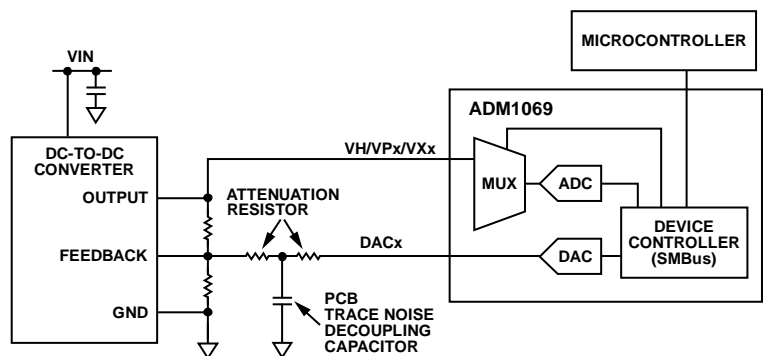 MICROCONTROLLER
VIN
ADM1069
DC-TO-DC
CONVERTER
VH/VPx/VXx
MUX
ADC
OUTPUT
ATTENUATION
RESISTOR
DEVICE
CONTROLLER
(SMBus)
FEEDBACK
DACx
DAC
GND
PCB
TRACE NOISE
DECOUPLING
CAPACITOR